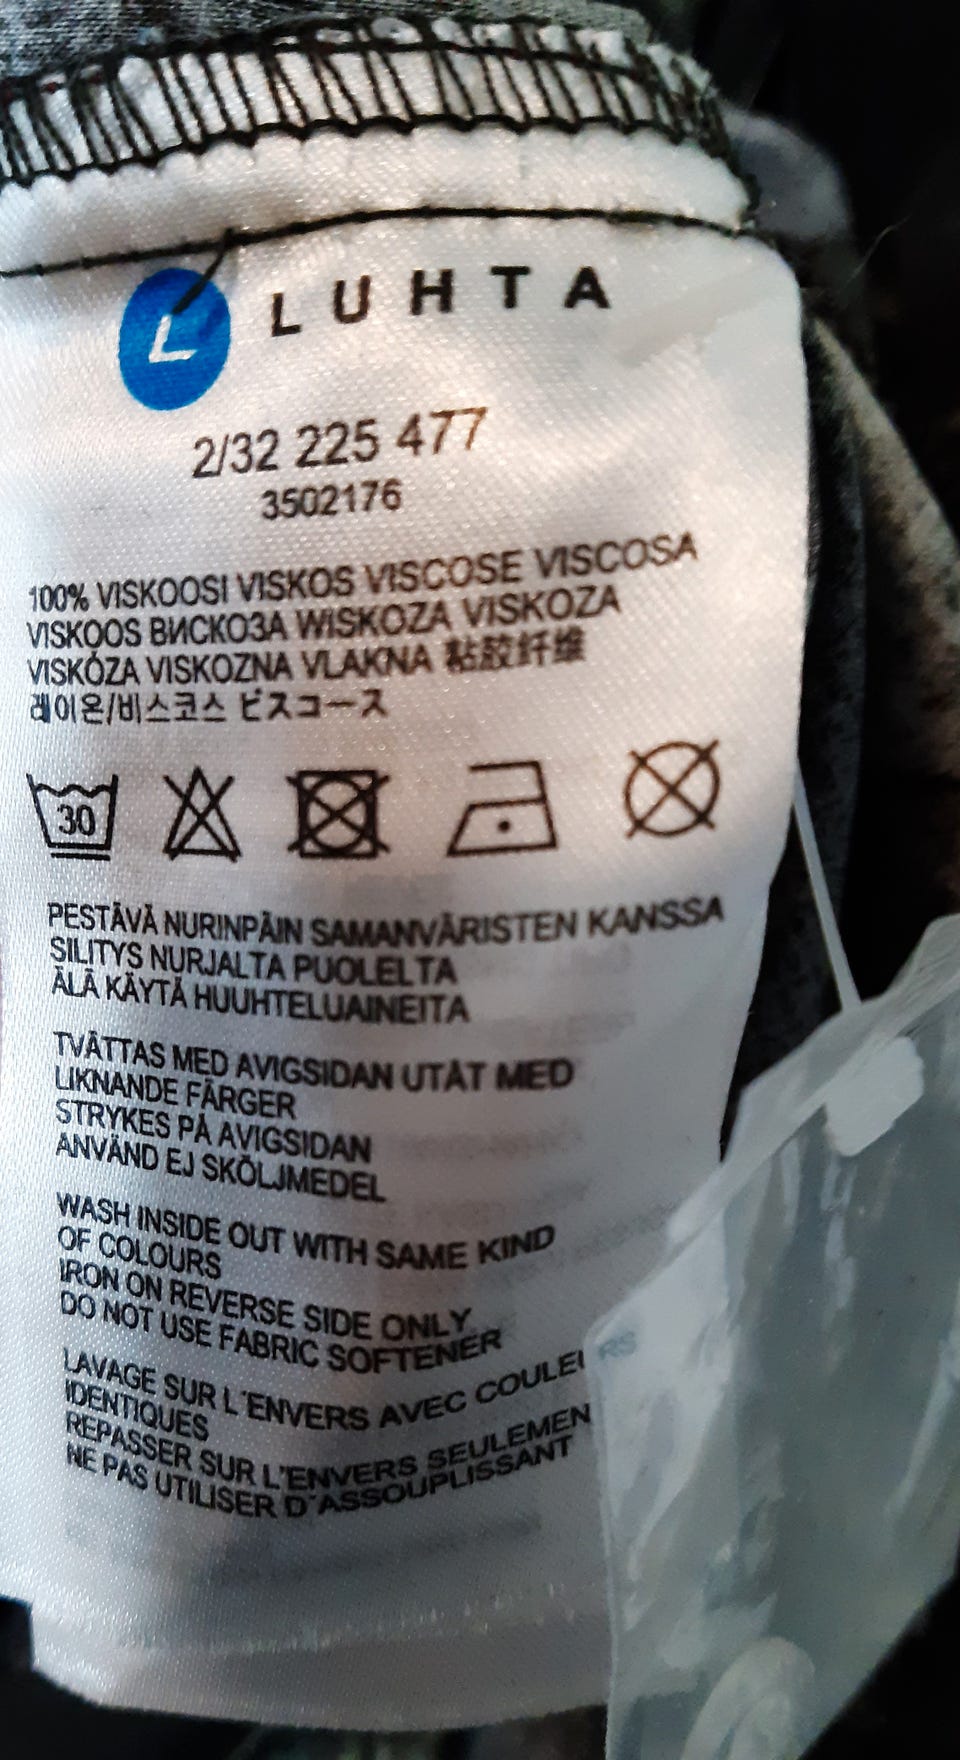 L LUHTA
2/32 225 477
3502176
100% VISKOOSI VISKOS VISCOSE VISCOSA
VISKOOS ВИСКОЗА WISKOZA VISKOZA
VISKÓZA VISKOZNA VLAKNA 粘胶纤维
레이온/비스코스 ビスコース
30
PESTÄVÄ NURINPÄIN SAMANVÄRISTEN KANSSA
SILITYS NURJALTA PUOLELTA
ÄLÄ KÄYTÄ HUUHTELUAINEITA
TVÄTTAS MED AVIGSIDAN UTÅT MED
LIKNANDE FÄRGER
STRYKES PÅ AVIGSIDAN
ANVÄND EJ SKÖLJMEDEL
WASH INSIDE OUT WITH SAME KIND
OF COLOURS
IRON ON REVERSE SIDE ONLY
DO NOT USE FABRIC SOFTENER
LAVAGE SUR L'ENVERS AVEC COULEURS
IDENTIQUES
REPASSER SUR L'ENVERS SEULEMEN
NE PAS UTILISER D'ASSOUPLISSANT